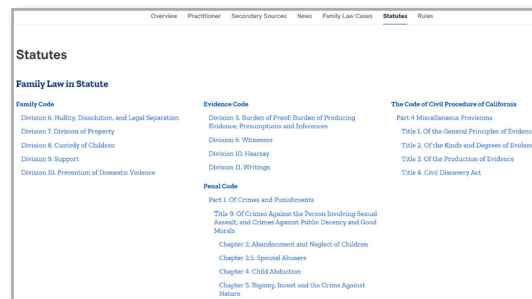 Overview Practitioner Secondary Sources News Family Law Cases Statutes Rules
Statutes
Family Law in Statute
Family Code
Division 6. Nullity, Dissolution, and Legal Separation
Division 7. Division of Property
Division 8. Custody of Children
Division 9. Support
Division 10. Prevention of Domestic Violence
Evidence Code
Division 5. Burden of Proof; Burden of Producing
Evidence; Presumptions and Inferences
Division 6. Witnesses
Division 10. Hearsay
Division 11. Writings
Penal Code
Part 1. Of Crimes and Punishments
Title 9. Of Crimes Against the Person Involving Sexual
Assault, and Crimes Against Public Decency and Good
Morals
Chapter 2. Abandonment and Neglect of Children
Chapter 2.5. Spousal Abusers
Chapter 4. Child Abduction
Chapter 5. Bigamy, Incest and the Crime Against
Nature
The Code of Civil Procedure of California
Part 4 Miscellaneous Provisions
Title 1. Of the General Principles of Evidenc
Title 2. Of the Kinds and Degrees of Evidenc
Title 3. Of the Production of Evidence
Title 4. Civil Discovery Act